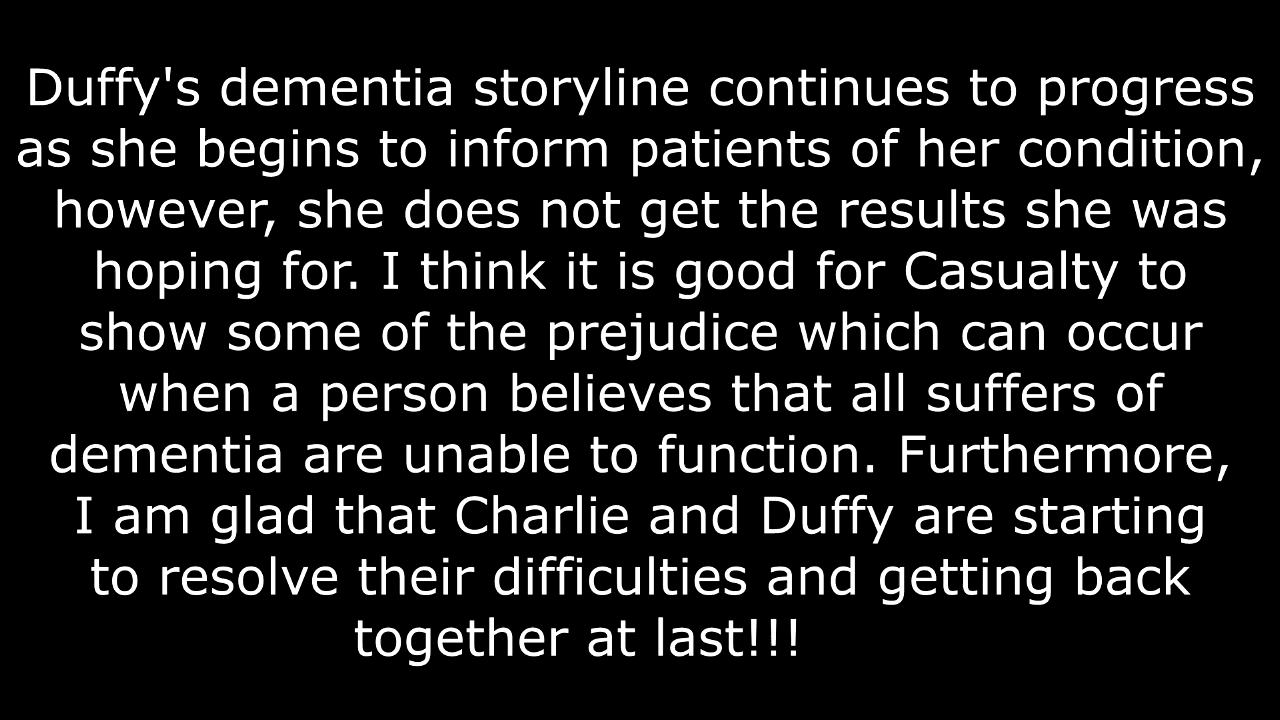 Duffy's dementia storyline continues to progress
as she begins to inform patients of her condition,
however, she does not get the results she was
hoping for. I think it is good for Casualty to
show some of the prejudice which can occur
when a person believes that all suffers of
dementia are unable to function. Furthermore,
I am glad that Charlie and Duffy are starting
to resolve their difficulties and getting back
together at last!!!